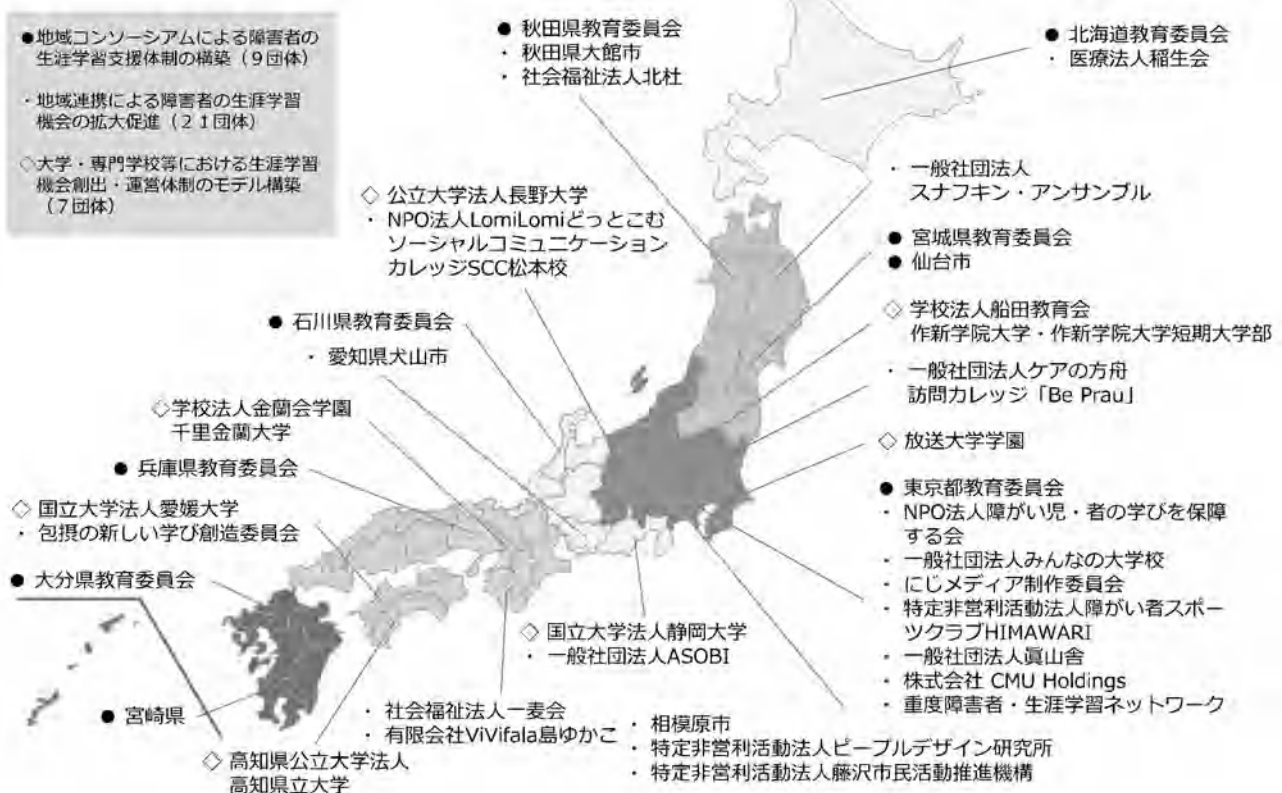 ●地域コンソーシアムによる障害者の
生涯学習支援体制の構築（9団体）
・地域連携による障害者の生涯学習
機会の拡大促進（２１団体）
◇大学・専門学校等における生涯学習
機会創出・運営体制のモデル構築
（7団体）
● 秋田県教育委員会
・ 秋田県大館市
・ 社会福祉法人北杜
● 北海道教育委員会
・ 医療法人稲生会
・ 一般社団法人
スナフキン・アンサンブル
● 宮城県教育委員会
● 仙台市
◇ 学校法人船田教育会
作新学院大学・作新学院大学短期大学部
・ 一般社団法人ケアの方舟
訪問カレッジ「Be Prau」
◇ 放送大学学園
● 東京都教育委員会
・ NPO法人障がい児・者の学びを保障
する会
・ 一般社団法人みんなの大学校
・ にじメディア制作委員会
・ 特定非営利活動法人障がい者スポー
ツクラブHIMAWARI
・ 一般社団法人眞山舎
・ 株式会社 CMU Holdings
・ 重度障害者・生涯学習ネットワーク
◇ 公立大学法人長野大学
・ NPO法人LomiLomiどっとこむ
ソーシャルコミュニケーション
カレッジSCC松本校
● 石川県教育委員会
・ 愛知県犬山市
◇学校法人金蘭会学園
千里金蘭大学
● 兵庫県教育委員会
◇ 国立大学法人愛媛大学
・ 包摂の新しい学び創造委員会
● 大分県教育委員会
● 宮崎県
◇ 高知県公立大学法人
高知県立大学
・ 社会福祉法人一麦会
・ 有限会社ViVifala島ゆかこ
◇ 国立大学法人静岡大学
・ 一般社団法人ASOBI
・ 相模原市
・ 特定非営利活動法人ピープルデザイン研究所
・ 特定非営利活動法人藤沢市民活動推進機構